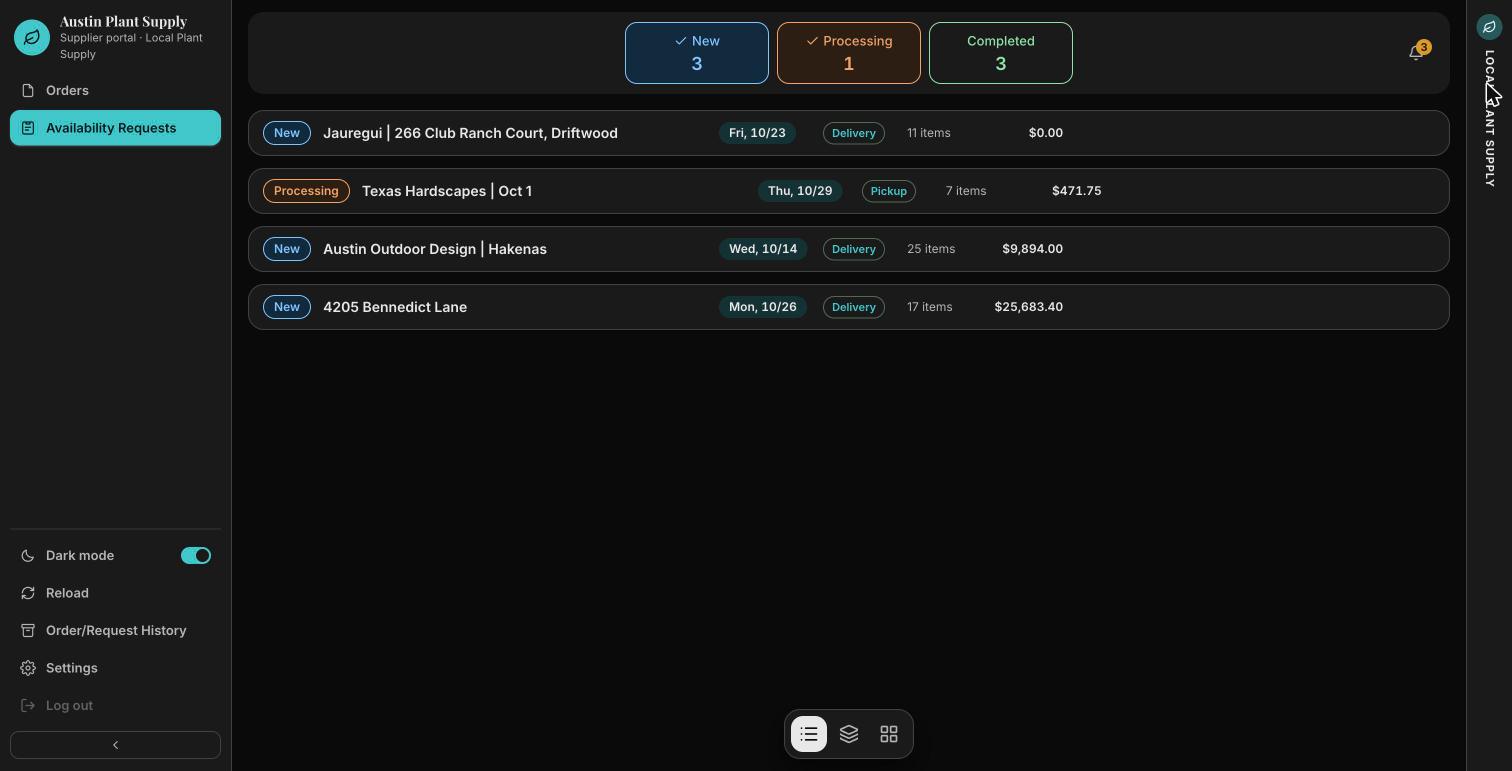 Austin Plant Supply
Supplier portal · Local Plant
Supply
Orders
Availability Requests
Dark mode
Reload
Order/Request History
Settings
Log out
New
3
Processing
1
Completed
3
3
New Jauregui | 266 Club Ranch Court, Driftwood Fri, 10/23 Delivery 11 items $0.00
Processing Texas Hardscapes | Oct 1 Thu, 10/29 Pickup 7 items $471.75
New Austin Outdoor Design | Hakenas Wed, 10/14 Delivery 25 items $9,894.00
New 4205 Bennedict Lane Mon, 10/26 Delivery 17 items $25,683.40
LOCAL PLANT SUPPLY